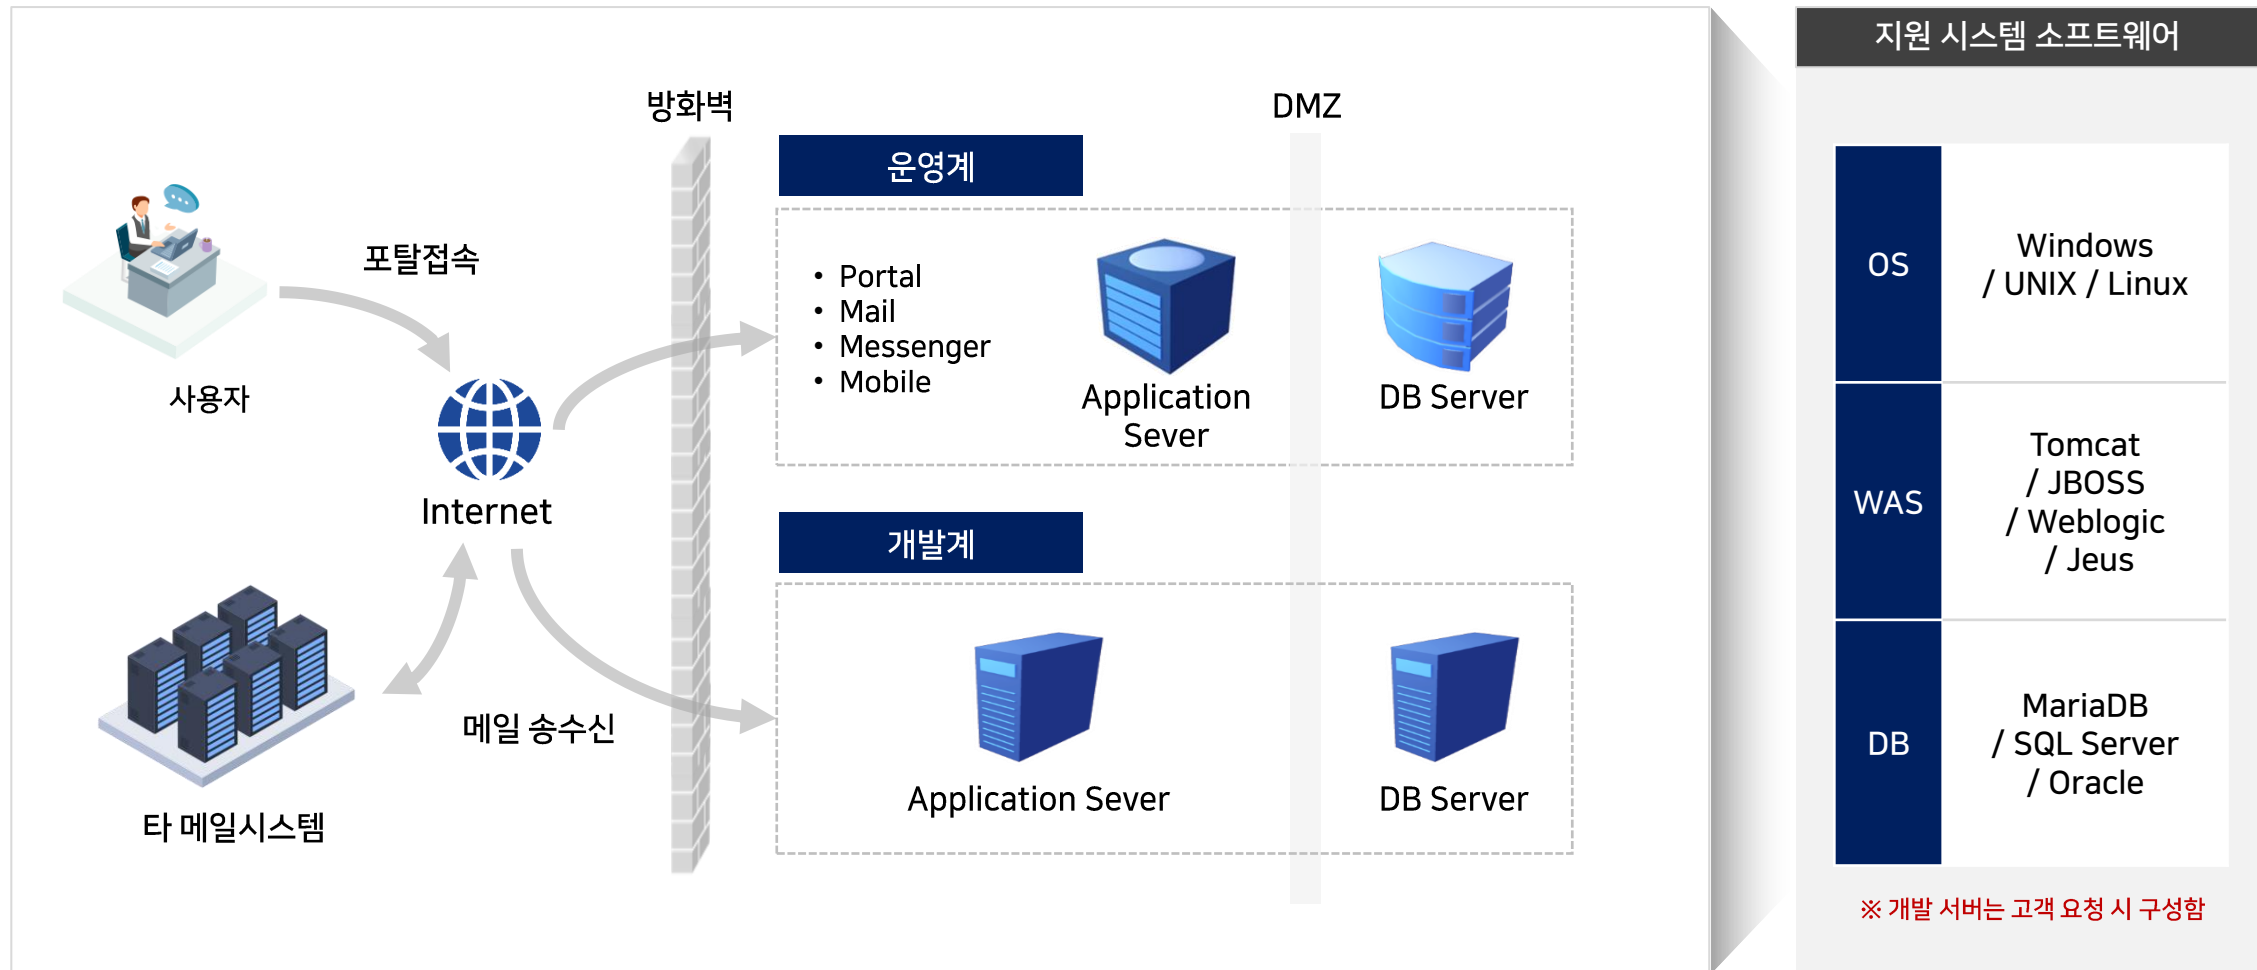 지원 시스템 소프트웨어
방화벽
DMZ
운영계
포탈접속
• Portal
• Mail
• Messenger
• Mobile
사용자
Application
Sever
DB Server
Internet
개발계
메일 송수신
Application Sever
DB Server
타 메일시스템
OS
Windows
/ UNIX / Linux
WAS
Tomcat
/ JBOSS
/ Weblogic
/ Jeus
DB
MariaDB
/ SQL Server
/ Oracle
※ 개발 서버는 고객 요청 시 구성함